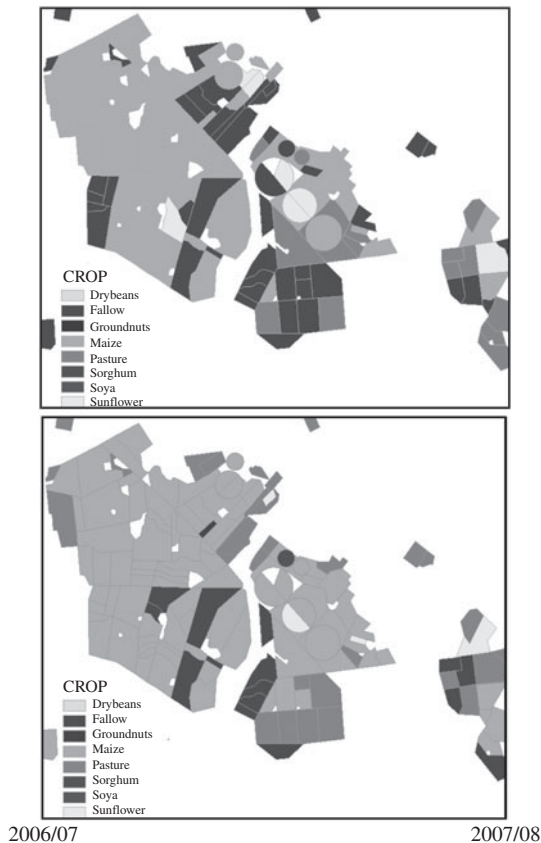 CROP
Drybeans
Fallow
Groundnuts
Maize
Pasture
Sorghum
Soya
Sunflower
CROP
Drybeans
Fallow
Groundnuts
Maize
Pasture
Sorghum
Soya
Sunflower
2006/07 2007/08